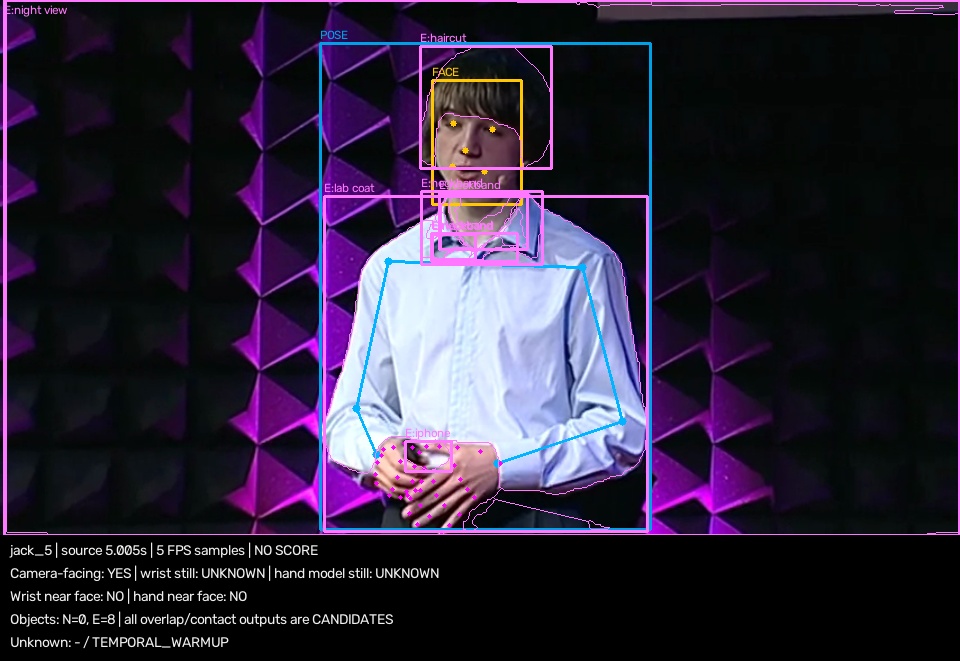 E:night view
POSE
E:haircut
FACE
E:lab coat
E:iphone
jack_5 | source 5.005s | 5 FPS samples | NO SCORE
Camera-facing: YES | wrist still: UNKNOWN | hand model still: UNKNOWN
Wrist near face: NO | hand near face: NO
Objects: N=0, E=8 | all overlap/contact outputs are CANDIDATES
Unknown: - / TEMPORAL_WARMUP